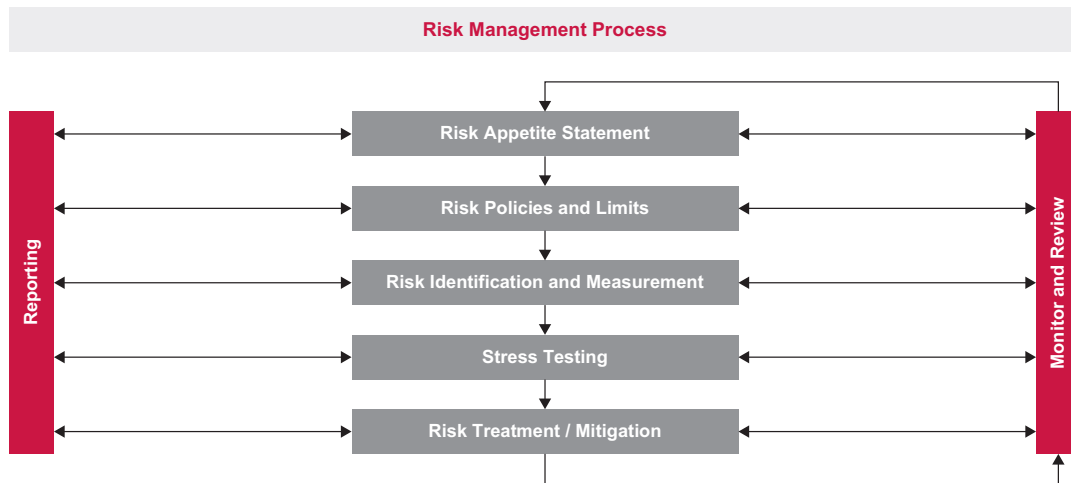 Risk Management Process
Risk Appetite Statement
Risk Policies and Limits
Risk Identification and Measurement
Stress Testing
Risk Treatment / Mitigation
Reporting
Monitor and Review